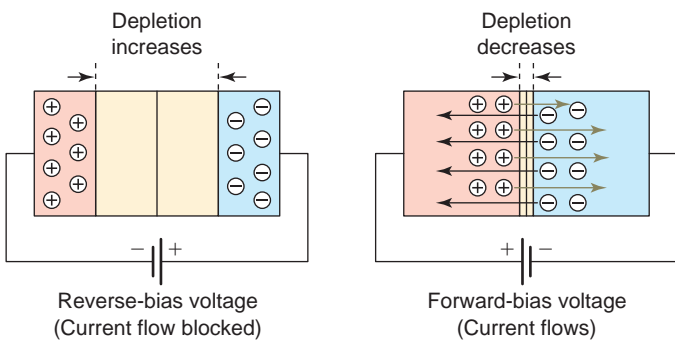 Depletion
increases
− +
Reverse-bias voltage
(Current flow blocked)
Depletion
decreases
+ −
Forward-bias voltage
(Current flows)